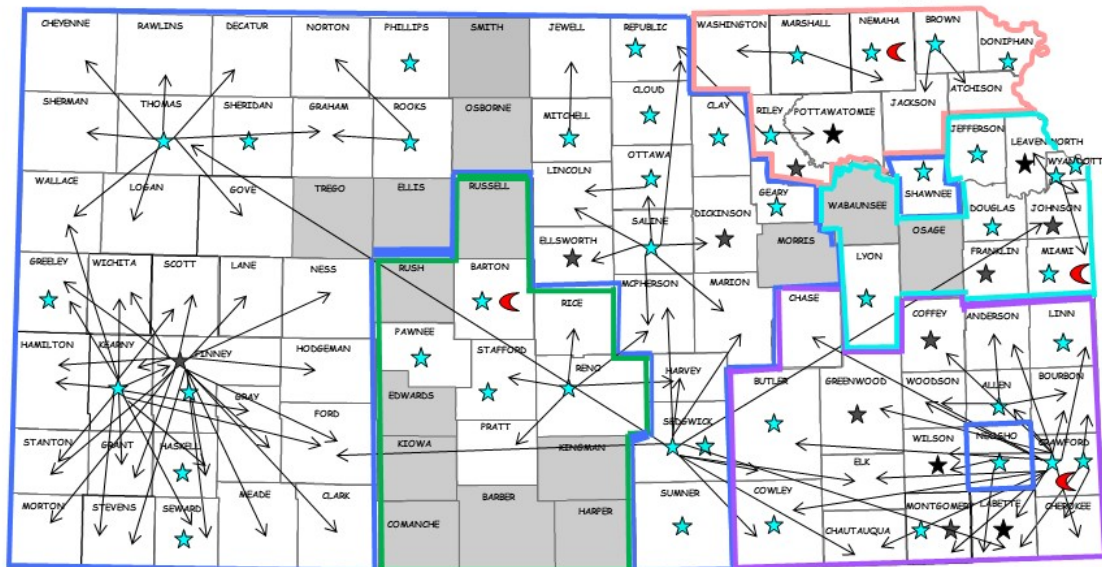 CHEYENNE RAWLINS DECATUR NORTON PHILLIPS SMITH JEWELL REPUBLIC WASHINGTON MARSHALL NEMAHA BROWN DONIPHAN
SHERMAN THOMAS SHERIDAN GRAHAM ROOKS OSBORNE MITCHELL CLOUD CLAY RILEY POTTAWATOMIE JACKSON ATCHISON
JEFFERSON LEAVENWORTH WYANDOTT
LINCOLN OTTAWA
WALLACE LOGAN GOVE TREGO ELLIS RUSSELL ELLSWORTH SALINE DICKINSON GEARY WABAUNSEE SHAWNEE DOUGLAS JOHNSON
MORRIS OSAGE
GREELEY WICHITA SCOTT LANE NESS RUSH BARTON RICE MCPHERSON MARION CHASE LYON FRANKLIN MIAMI
HAMILTON KEARNY FINNEY HODGEMAN PAWNEE STAFFORD RENO HARVEY COFFEY ANDERSON LINN
GRAY FORD EDWARDS PRATT SEDGWICK BUTLER GREENWOOD WOODSON ALLEN BOURBON
STANTON GRANT HASKELL KIOWA KINGMAN ELK WILSON NEOSHO CRAWFORD
MORTON STEVENS SEWARD MEADE CLARK COMANCHE BARBER HARPER SUMNER COWLEY CHAUTAUQUA MONTGOMERY LABETTE CHEROKEE